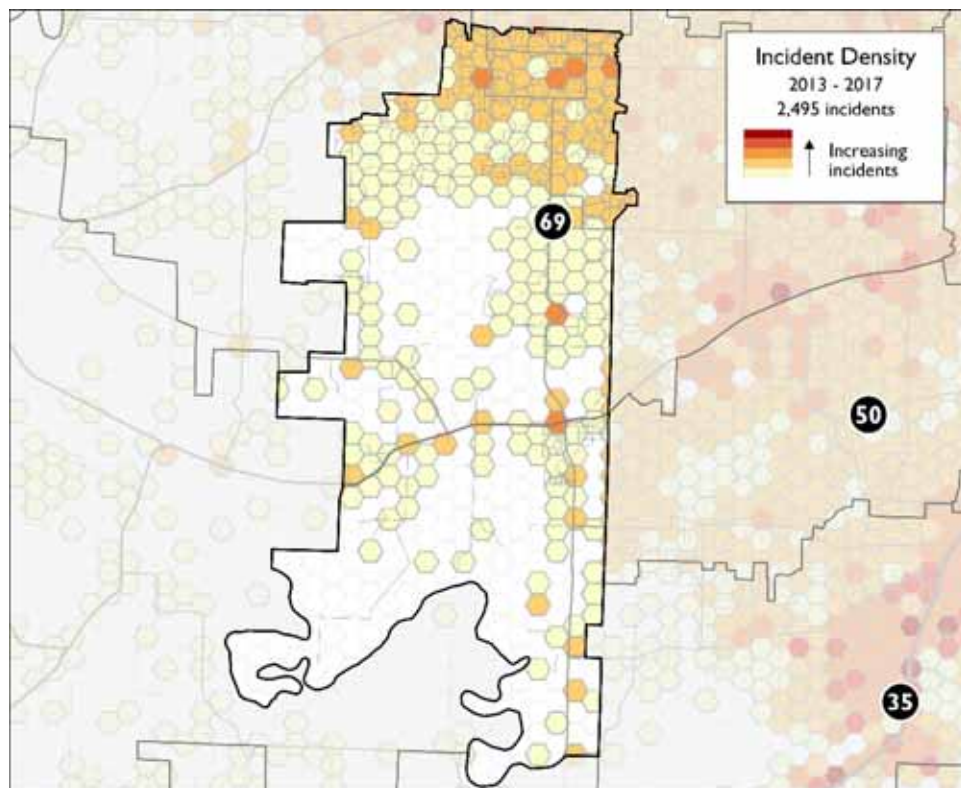 Incident Density
2013 - 2017
2,495 incidents
Increasing
incidents
69
50
35